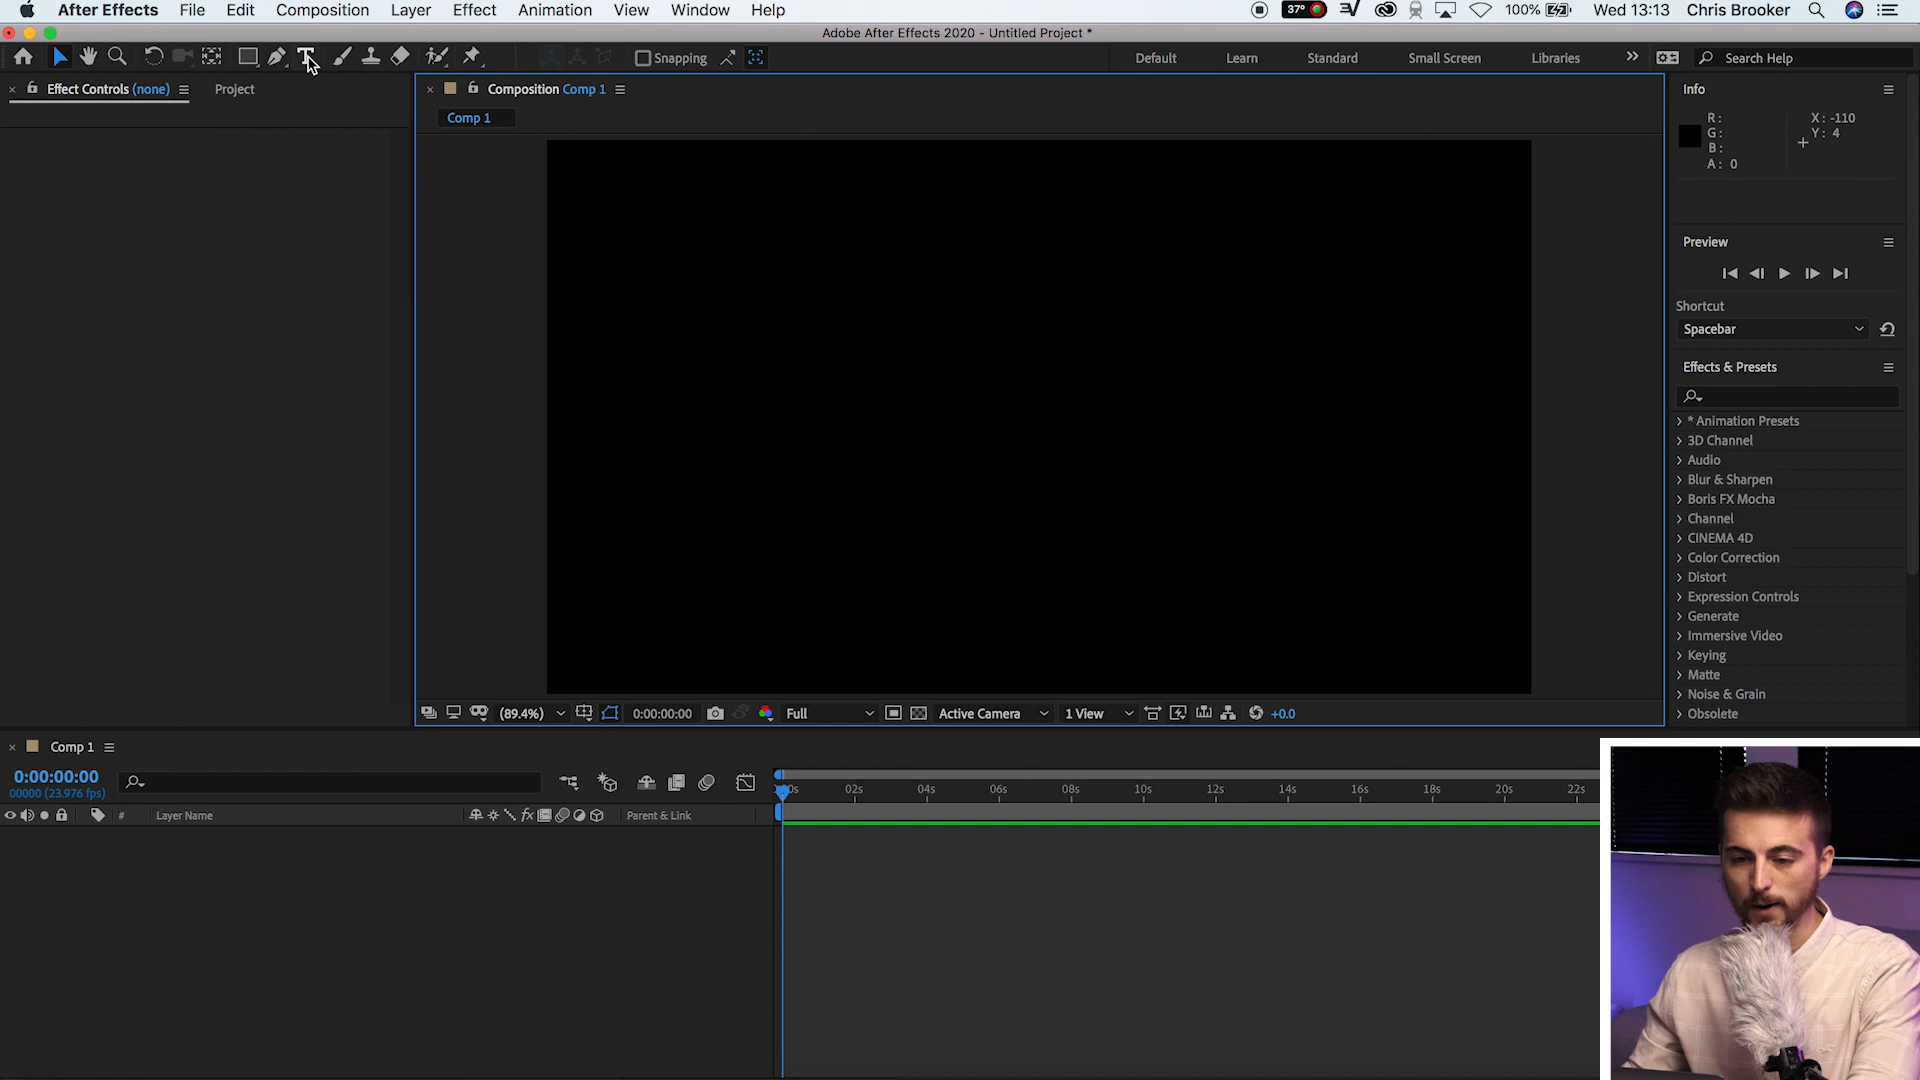 After Effects File Edit Composition Layer Effect Animation View Window Help 37° 100% Wed 13:13 Chris Brooker
Adobe After Effects 2020 - Untitled Project *
Snapping Default Learn Standard Small Screen Libraries Search Help
Effect Controls (none) Project
Composition Comp 1
Comp 1
Info
R:
G:
B:
A: 0
X: -110
Y: 4
Preview
Shortcut
Spacebar
Effects & Presets
* Animation Presets
3D Channel
Audio
Blur & Sharpen
Boris FX Mocha
Channel
CINEMA 4D
Color Correction
Distort
Expression Controls
Generate
Immersive Video
Keying
Matte
Noise & Grain
Obsolete
(89.4%) 0:00:00:00 Full Active Camera 1 View +0.0
Comp 1
0:00:00:00
00000 (23.976 fps)
0s 02s 04s 06s 08s 10s 12s 14s 16s 18s 20s 22s
# Layer Name fx Parent & Link